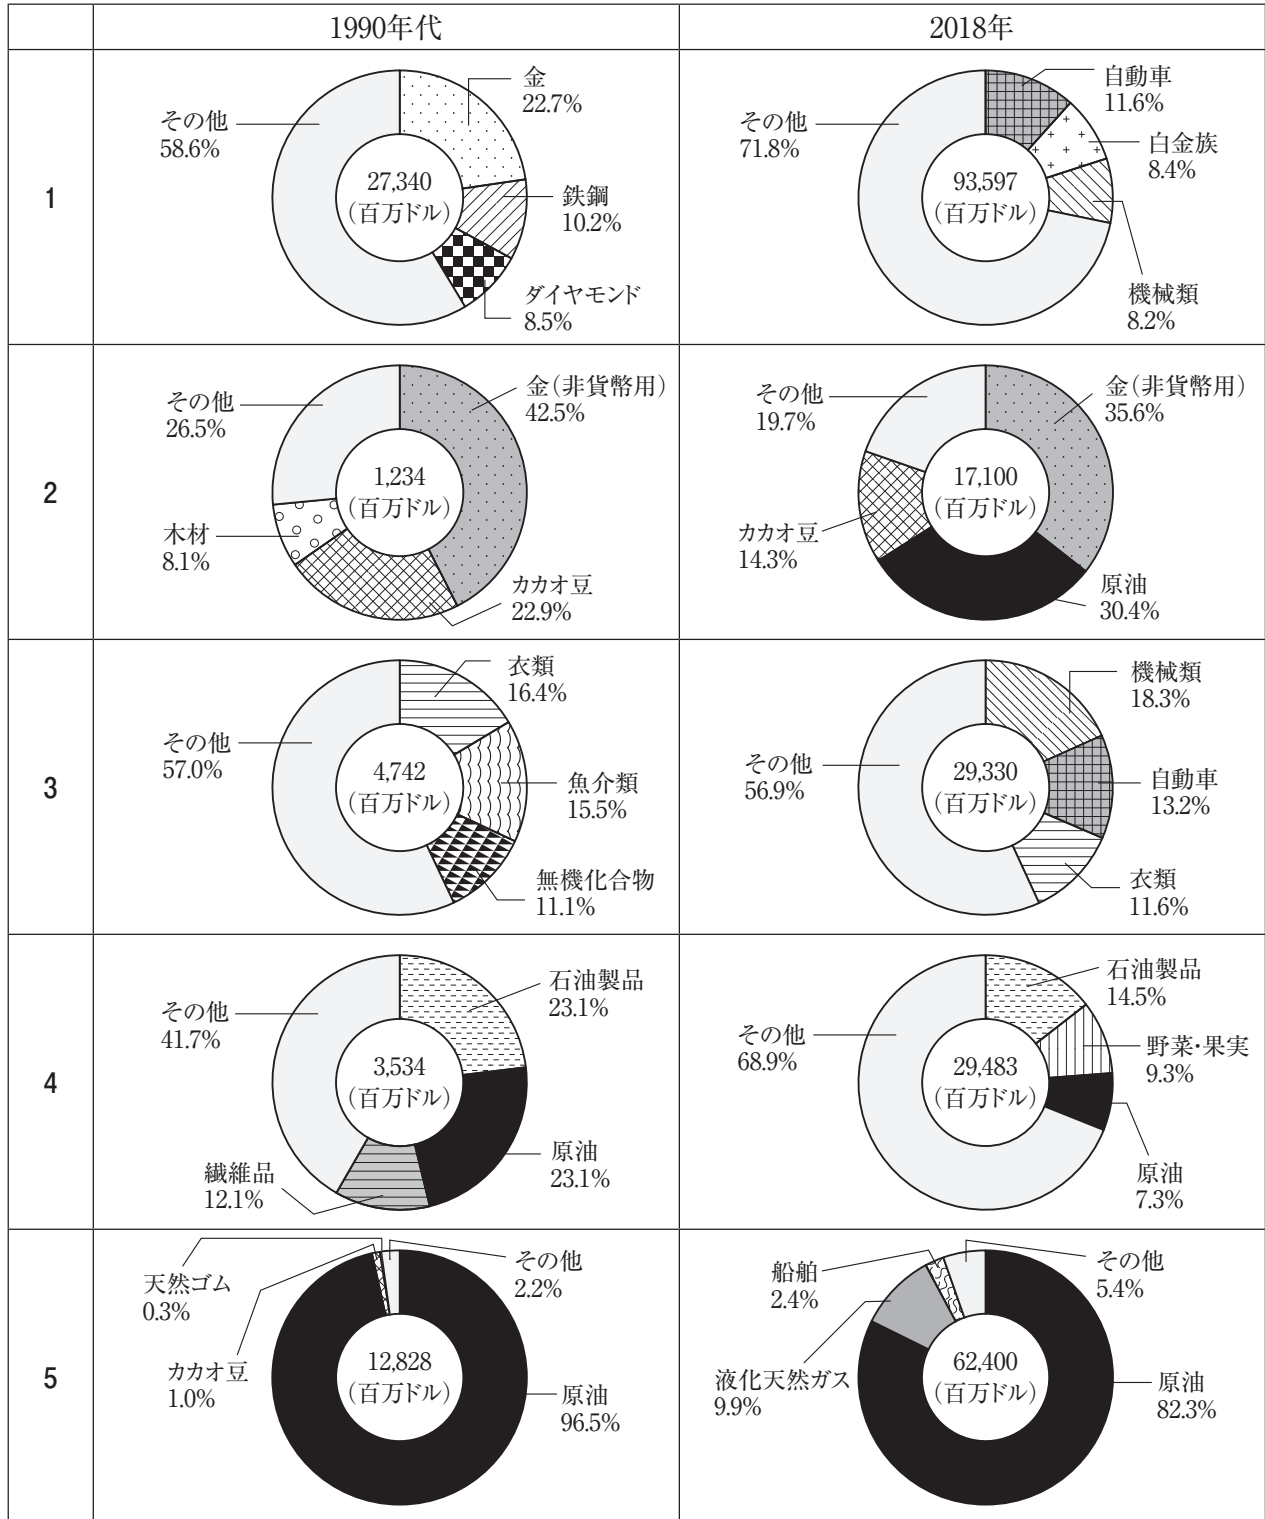 1990年代
2018年
1
金
22.7%
鉄鋼
10.2%
ダイヤモンド
8.5%
その他
58.6%
27,340
(百万ドル)
自動車
11.6%
白金族
8.4%
機械類
8.2%
その他
71.8%
93,597
(百万ドル)
2
金(非貨幣用)
42.5%
カカオ豆
22.9%
木材
8.1%
その他
26.5%
1,234
(百万ドル)
金(非貨幣用)
35.6%
原油
30.4%
カカオ豆
14.3%
その他
19.7%
17,100
(百万ドル)
3
衣類
16.4%
魚介類
15.5%
無機化合物
11.1%
その他
57.0%
4,742
(百万ドル)
機械類
18.3%
自動車
13.2%
衣類
11.6%
その他
56.9%
29,330
(百万ドル)
4
石油製品
23.1%
原油
23.1%
繊維品
12.1%
その他
41.7%
3,534
(百万ドル)
石油製品
14.5%
野菜・果実
9.3%
原油
7.3%
その他
68.9%
29,483
(百万ドル)
5
その他
2.2%
天然ゴム
0.3%
カカオ豆
1.0%
原油
96.5%
12,828
(百万ドル)
その他
5.4%
船舶
2.4%
液化天然ガス
9.9%
原油
82.3%
62,400
(百万ドル)